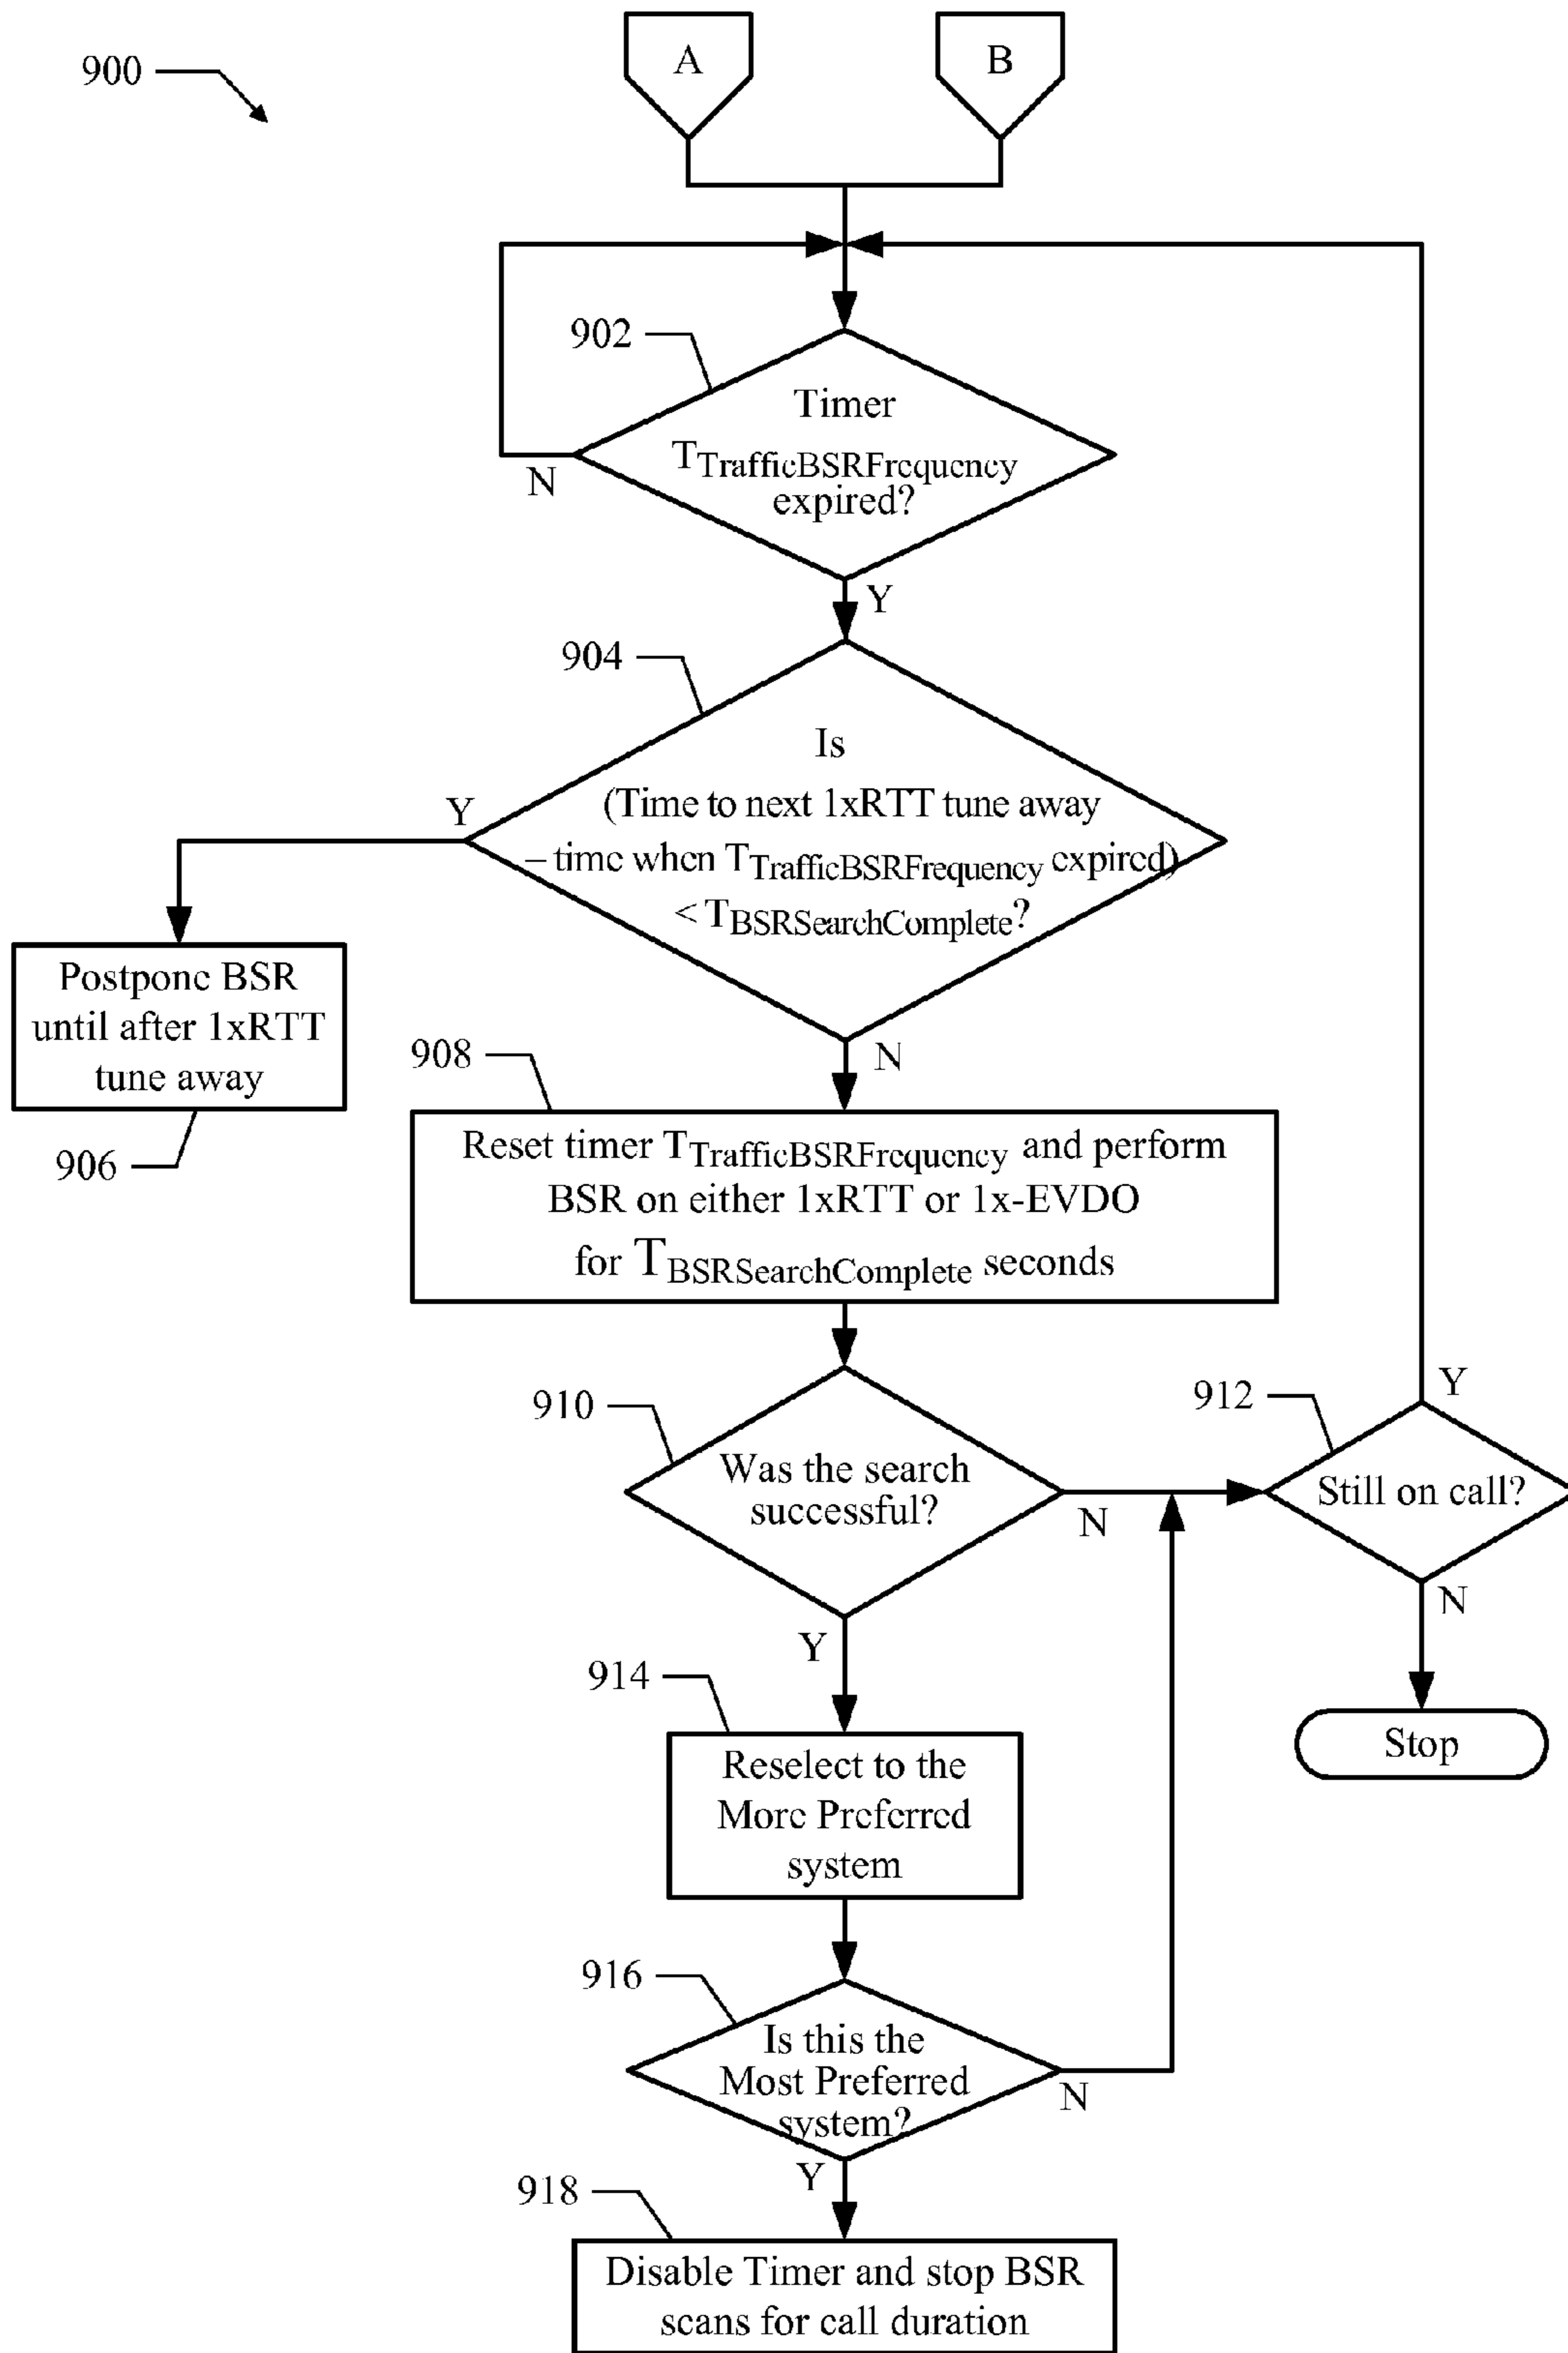 900
A
B
902
Timer
TTrafficBSRFrequency
expired?
N
Y
904
Is
(Time to next 1xRTT tune away
– time when TTrafficBSRFrequency expired)
< TBSRSearchComplete?
Y
N
Postpone BSR
until after 1xRTT
tune away
906
908
Reset timer TTrafficBSRFrequency and perform
BSR on either 1xRTT or 1x-EVDO
for TBSRSearchComplete seconds
910
Was the search
successful?
N
Y
912
Still on call?
Y
N
Stop
914
Reselect to the
More Preferred
system
916
Is this the
Most Preferred
system?
N
Y
918
Disable Timer and stop BSR
scans for call duration